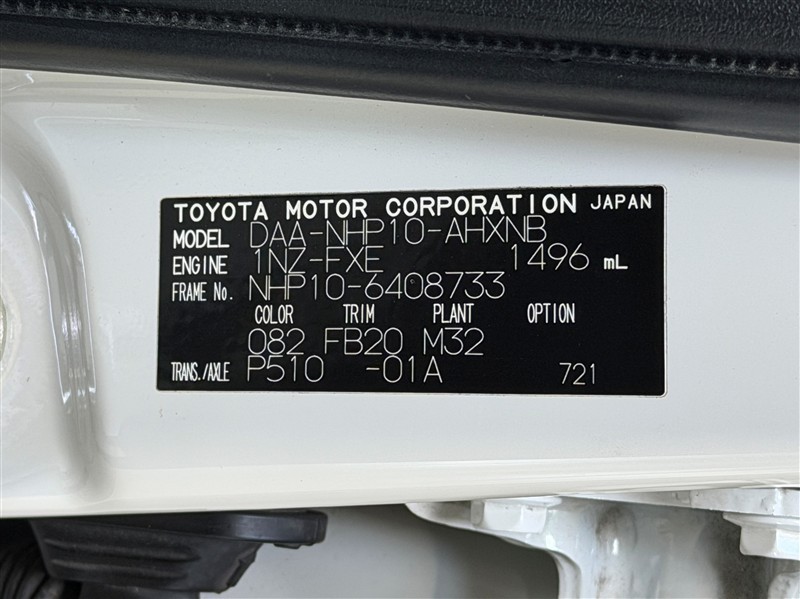 TOYOTA MOTOR CORPORATION JAPAN
MODEL DAA-NHP10-AHXNB
ENGINE 1NZ-FXE 1496 mL
FRAME No. NHP10-6408733
COLOR TRIM PLANT OPTION
082 FB20 M32
TRANS./AXLE P510 -01A 721